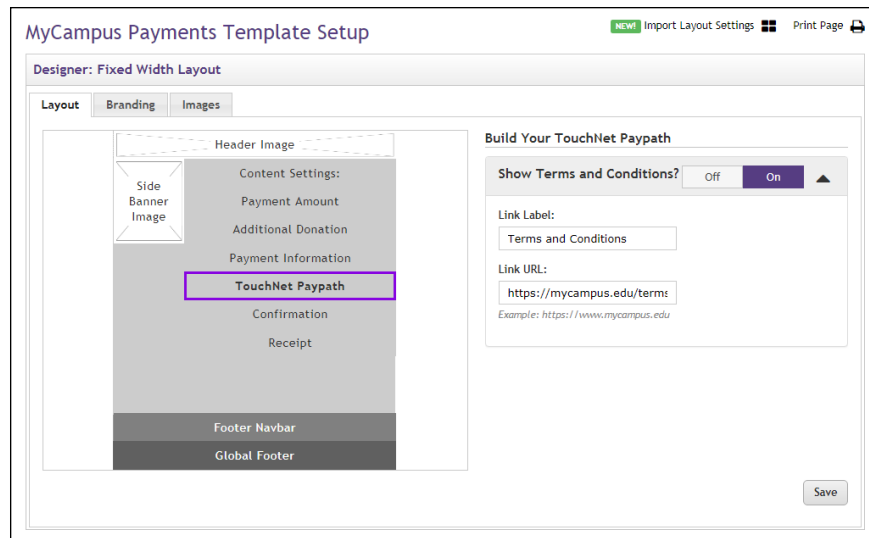 MyCampus Payments Template Setup
NEW! Import Layout Settings
Print Page
Designer: Fixed Width Layout
Layout
Branding
Images
Header Image
Side
Banner
Image
Content Settings:
Payment Amount
Additional Donation
Payment Information
TouchNet Paypath
Confirmation
Receipt
Footer Navbar
Global Footer
Build Your TouchNet Paypath
Show Terms and Conditions?
Off
On
Link Label:
Terms and Conditions
Link URL:
https://mycampus.edu/terms
Example: https://www.mycampus.edu
Save